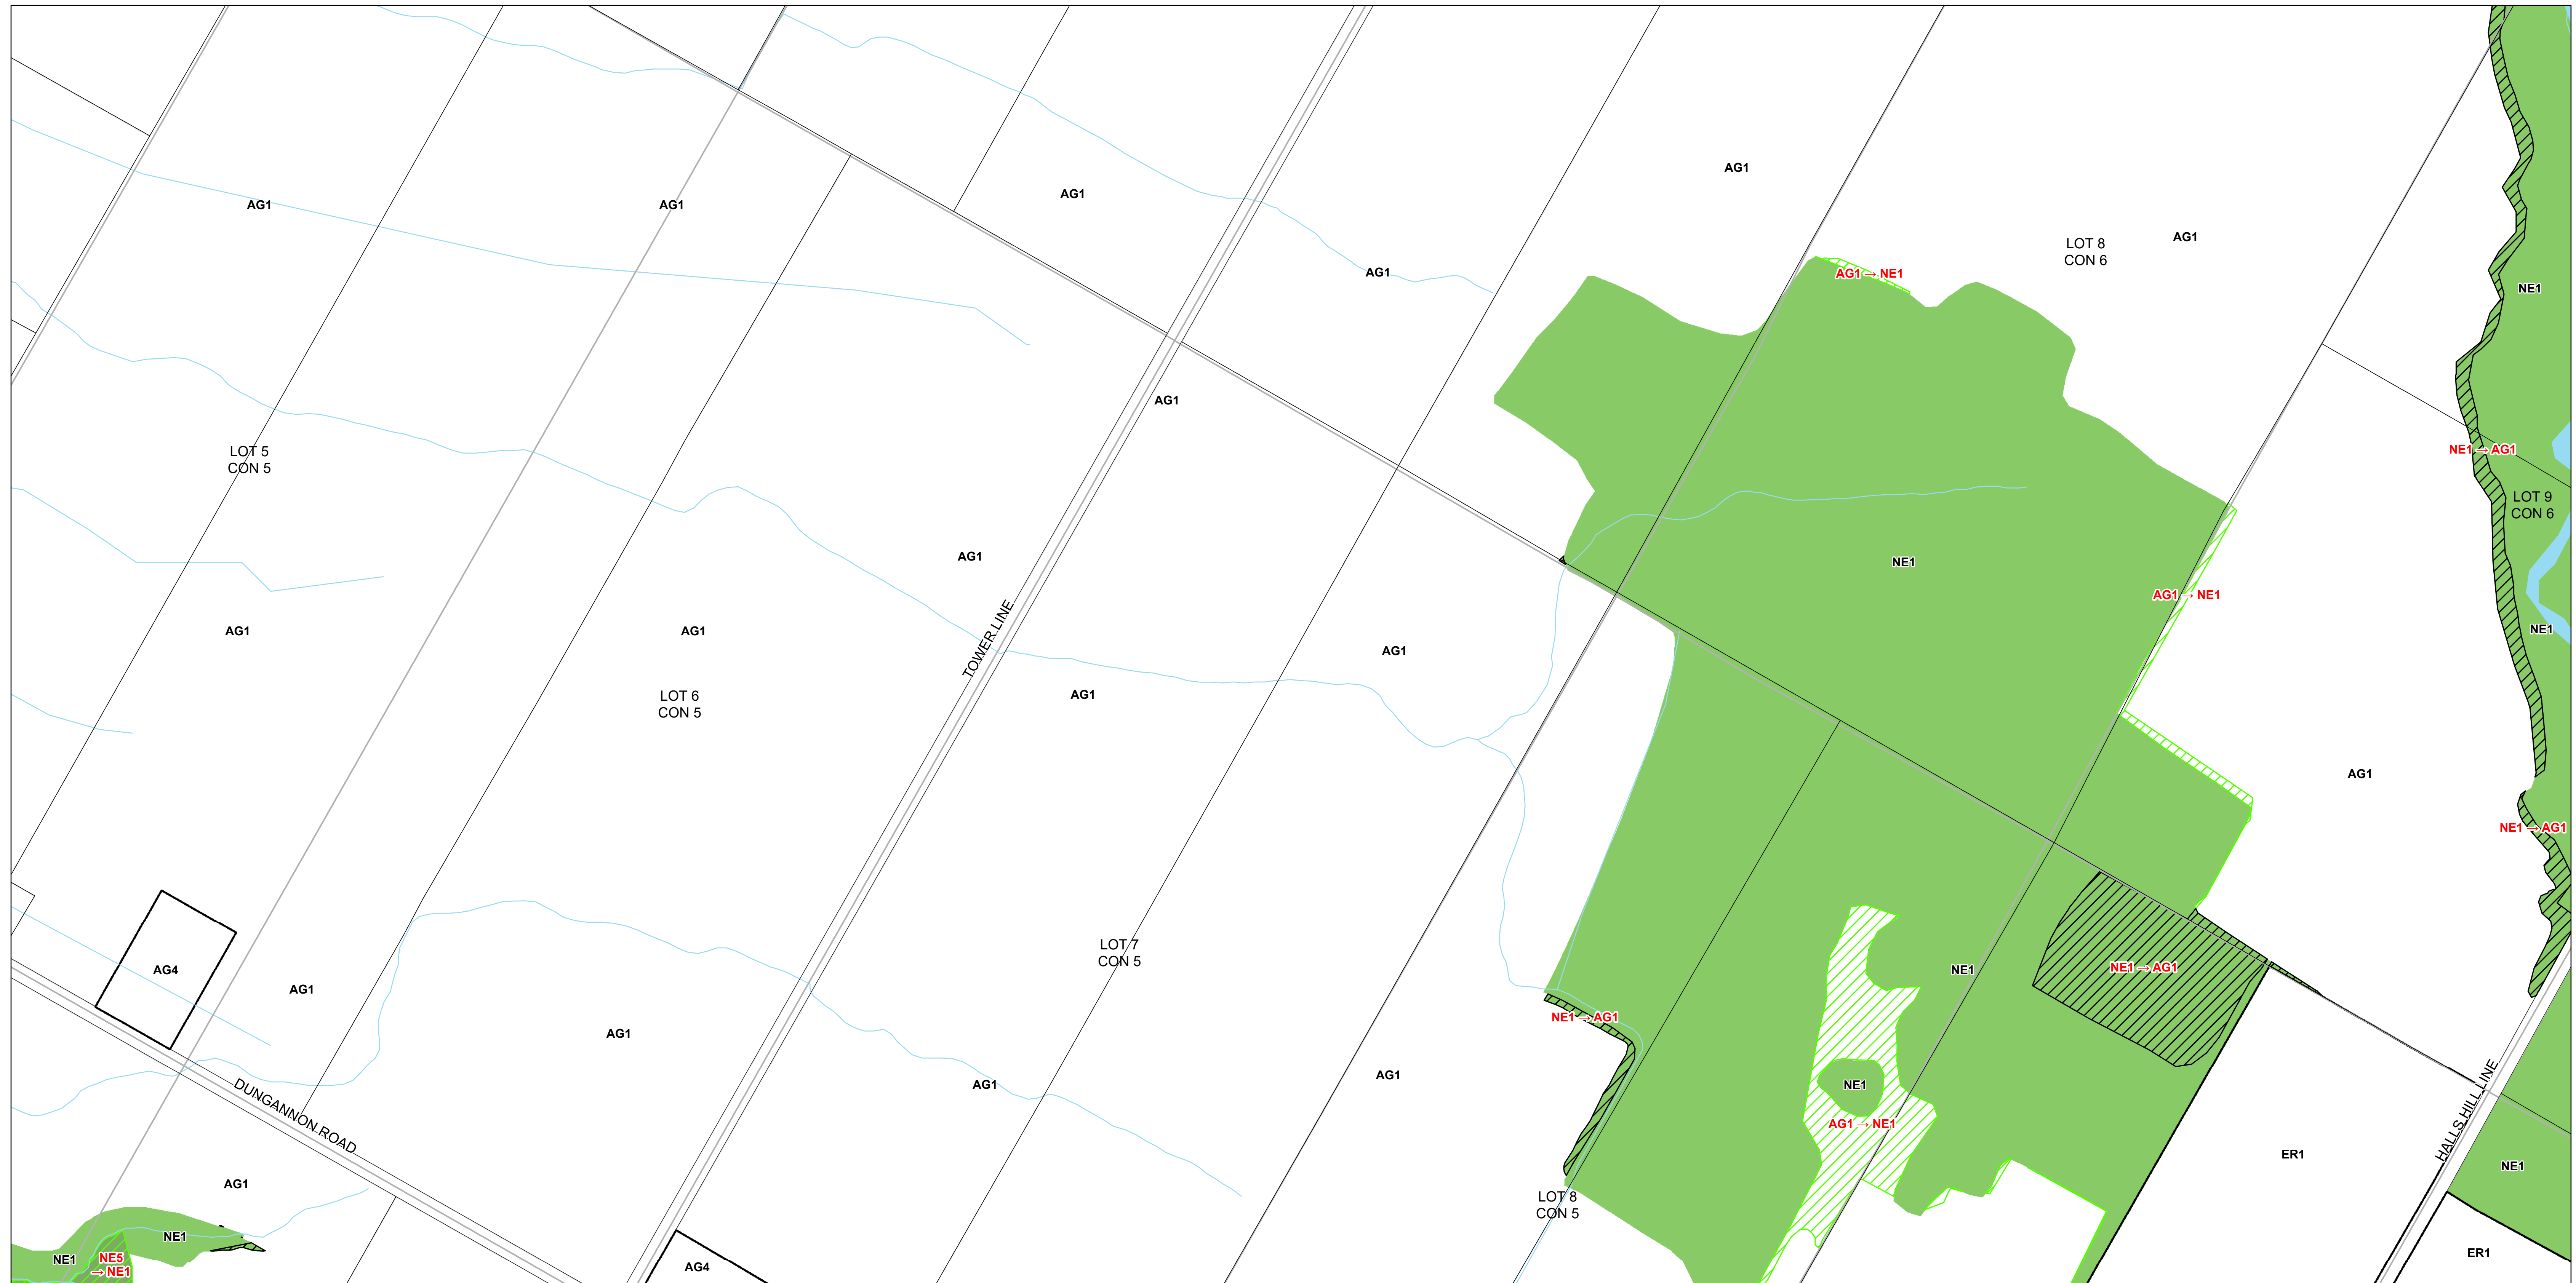 AG1
AG1
AG1
AG1
AG1
LOT 8
CON 6
AG1
AG1
AG1 → NE1
NE1
AG1
LOT 5
CON 5
NE1 → AG1
LOT 9
CON 6
AG1
NE1
AG1 → NE1
TOWER LINE
AG1
AG1
NE1
AG1
LOT 6
CON 5
AG1
AG1
NE1 → AG1
LOT 7
CON 5
AG4
NE1
NE1 → AG1
AG1
NE1 → AG1
AG1
AG1
AG1
NE1
DUNGANNON ROAD
AG1 → NE1
HALLS HILL LINE
ER1
NE1
AG1
LOT 8
CON 5
NE1
NE1
NE5
→ NE1
AG4
ER1